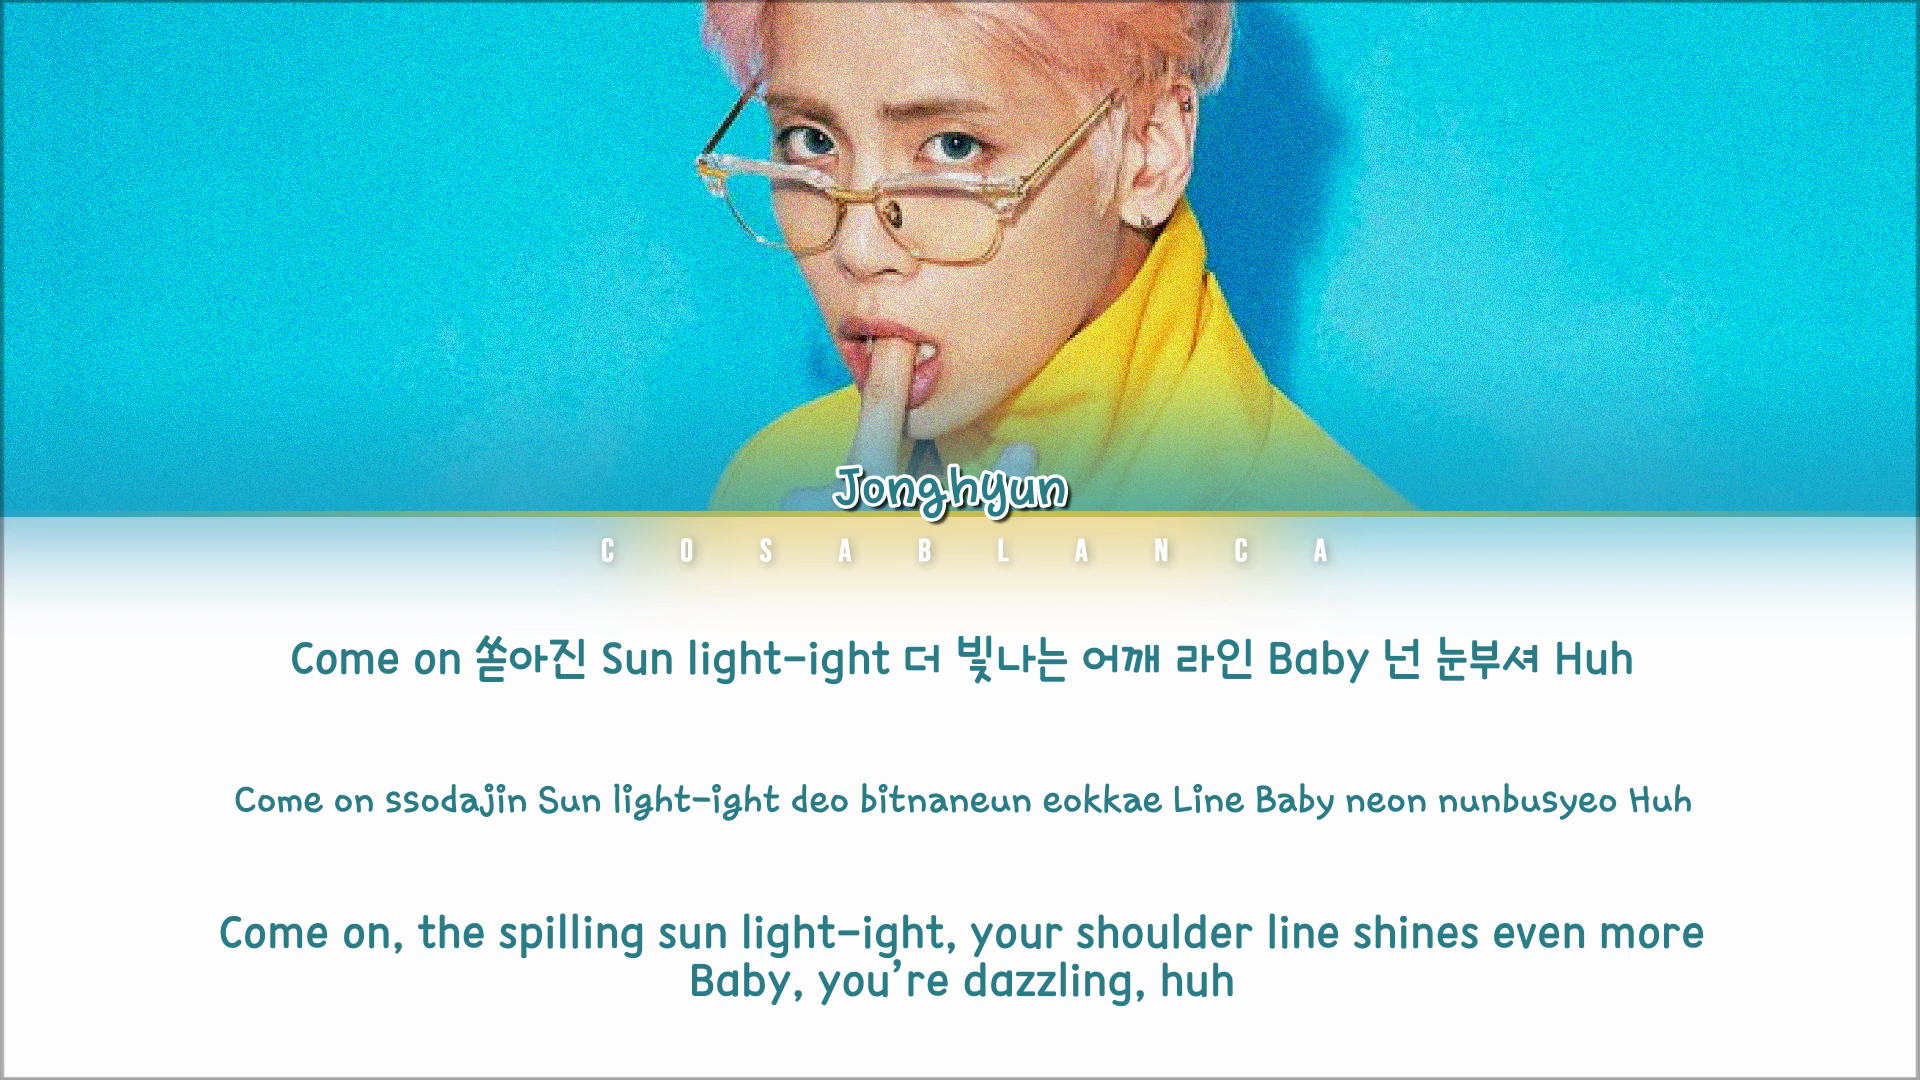 Jonghyun
COSABLANCA
Come on 쏟아진 Sun light-ight 더 빛나는 어깨 라인 Baby 넌 눈부셔 Huh
Come on ssodajin Sun light-ight deo bitnaneun eokkae Line Baby neon nunbusyeo Huh
Come on, the spilling sun light-ight, your shoulder line shines even more
Baby, you’re dazzling, huh